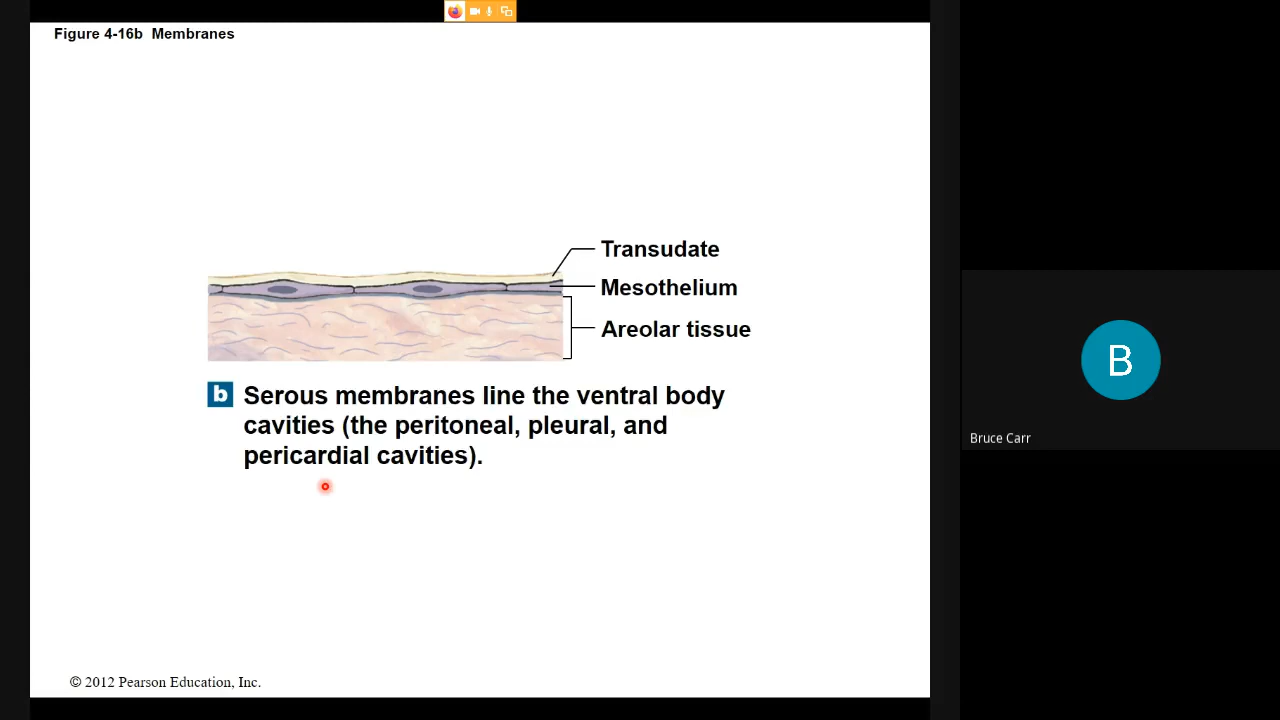 Figure 4-16b  Membranes
Transudate
Mesothelium
Areolar tissue
b
Serous membranes line the ventral body
cavities (the peritoneal, pleural, and
pericardial cavities).
© 2012 Pearson Education, Inc.
B
Bruce Carr